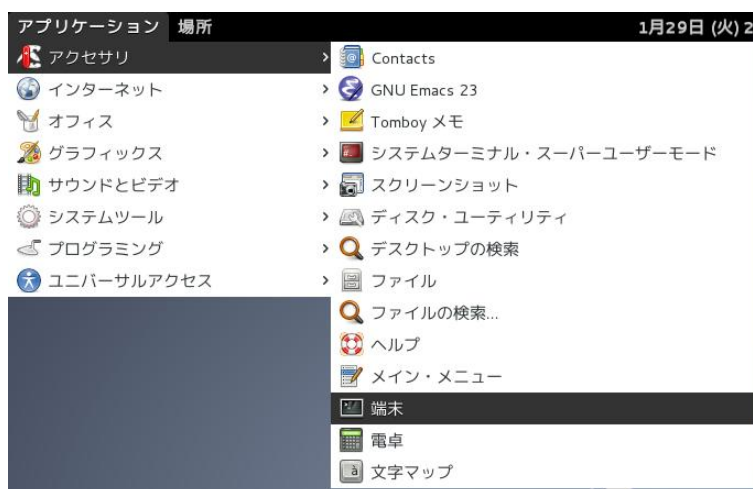 アプリケーション 場所 1月29日 (火) 2
アクセサリ
インターネット
オフィス
グラフィックス
サウンドとビデオ
システムツール
プログラミング
ユニバーサルアクセス
Contacts
GNU Emacs 23
Tomboy メモ
システムターミナル・スーパーユーザーモード
スクリーンショット
ディスク・ユーティリティ
デスクトップの検索
ファイル
ファイルの検索...
ヘルプ
メイン・メニュー
端末
電卓
文字マップ